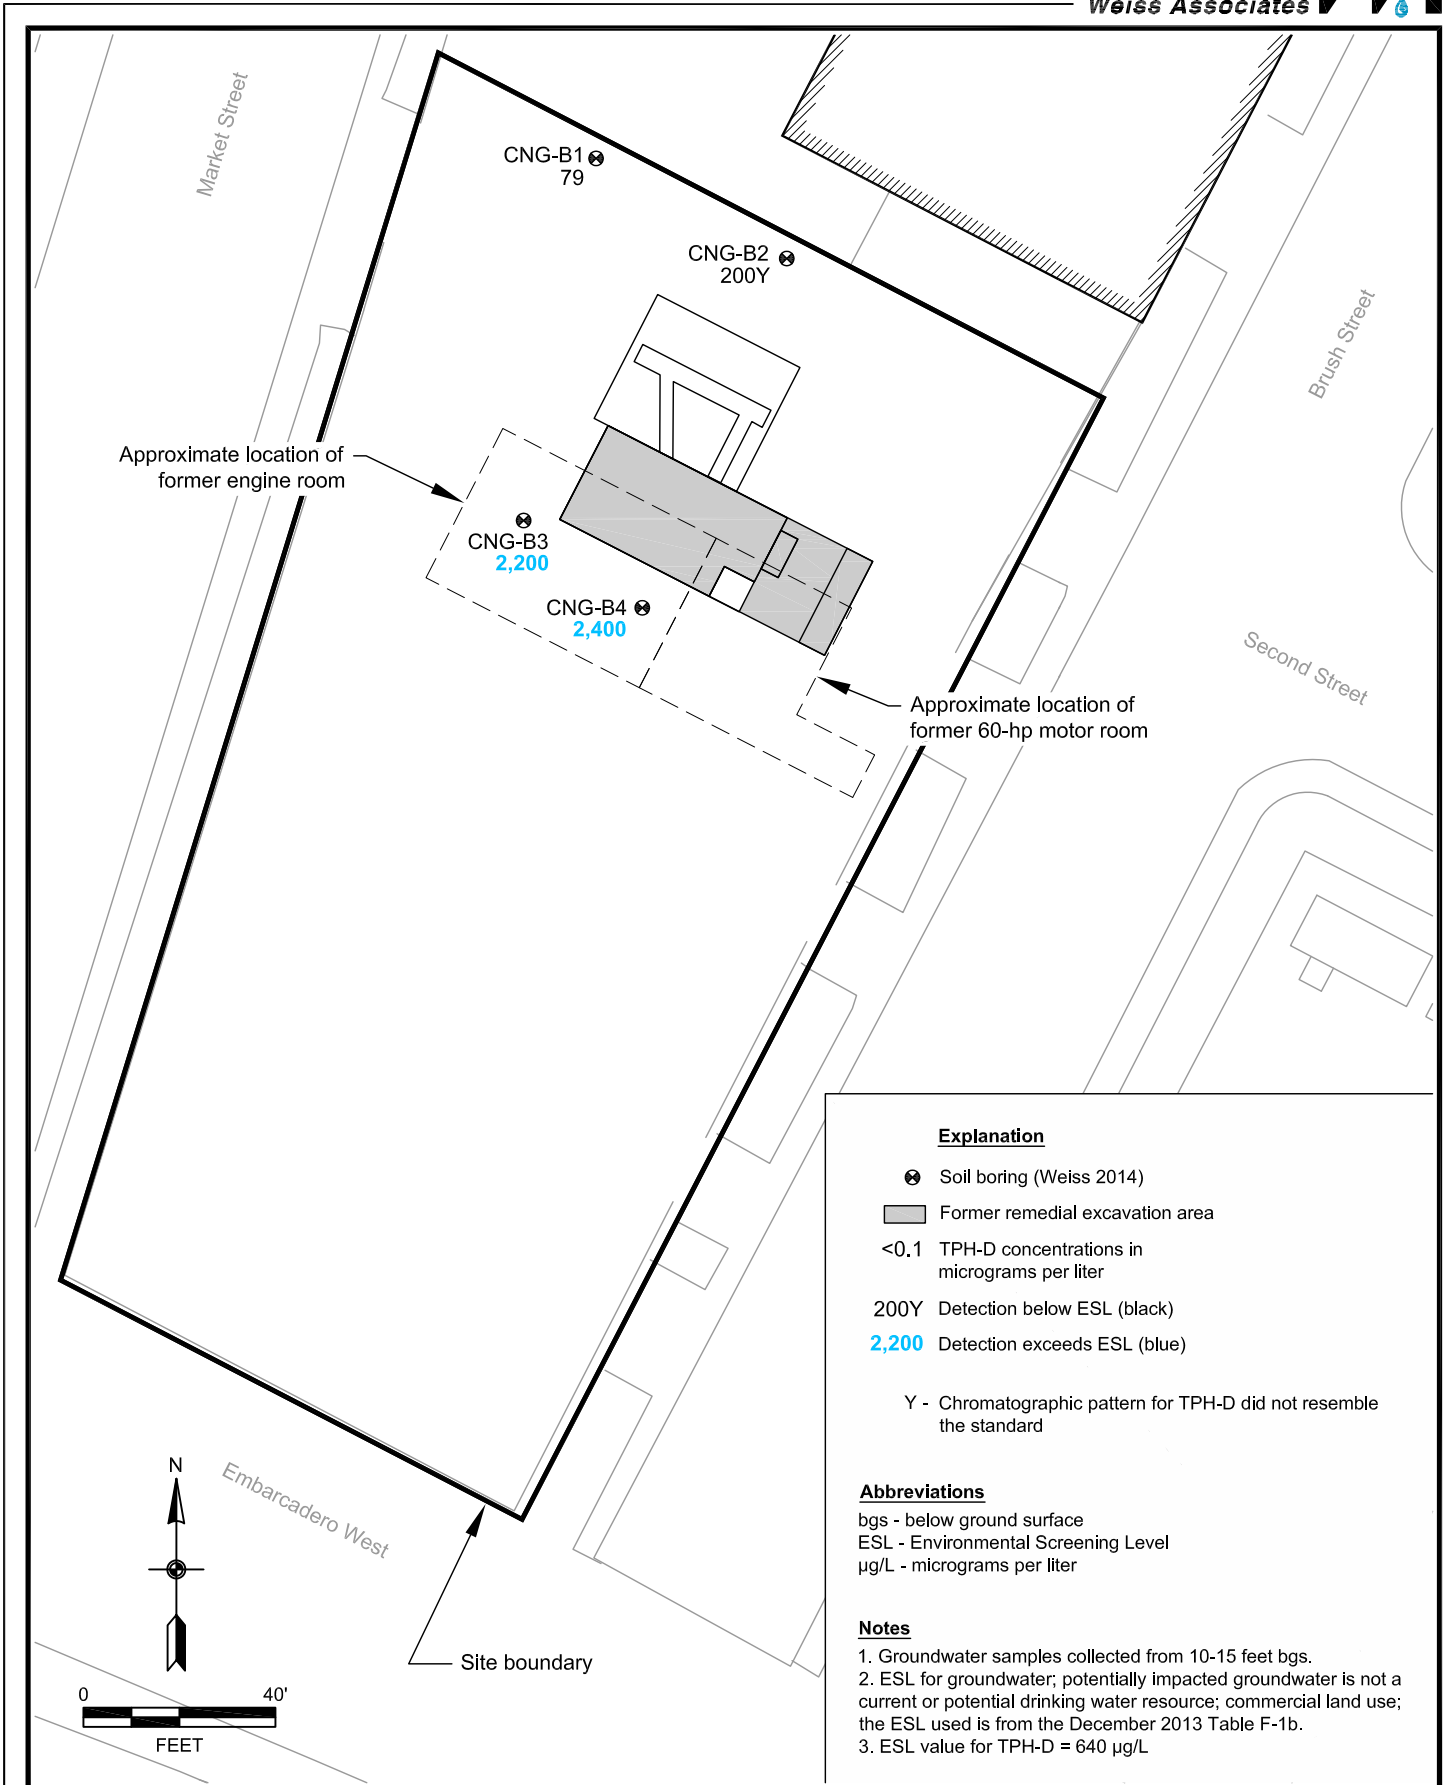 Weiss Associates
Market Street
CNG-B1
79
CNG-B2
200Y
Brush Street
Approximate location of
former engine room
CNG-B3
2,200
CNG-B4
2,400
Second Street
Approximate location of
former 60-hp motor room
Explanation
Soil boring (Weiss 2014)
Former remedial excavation area
<0.1 TPH-D concentrations in
micrograms per liter
200Y Detection below ESL (black)
2,200 Detection exceeds ESL (blue)
Y - Chromatographic pattern for TPH-D did not resemble
the standard
Abbreviations
bgs - below ground surface
ESL - Environmental Screening Level
µg/L - micrograms per liter
Notes
1. Groundwater samples collected from 10-15 feet bgs.
2. ESL for groundwater; potentially impacted groundwater is not a
current or potential drinking water resource; commercial land use;
the ESL used is from the December 2013 Table F-1b.
3. ESL value for TPH-D = 640 µg/L
N
Embarcadero West
Site boundary
0 40'
FEET